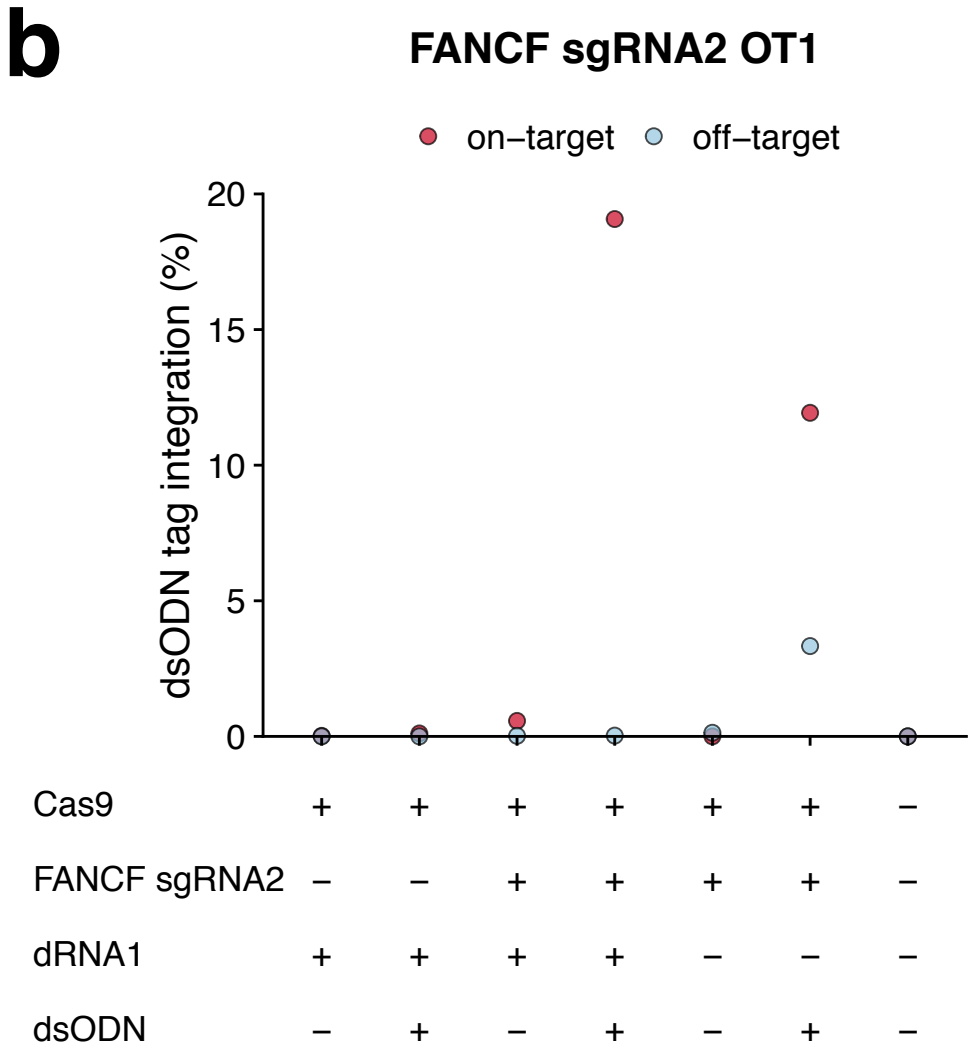 b
FANCF sgRNA2 OT1
on−target off−target
dsODN tag integration (%)
20
15
10
5
0
Cas9 + + + + + + −
FANCF sgRNA2 − − + + + + −
dRNA1 + + + + − − −
dsODN − + − + − + −